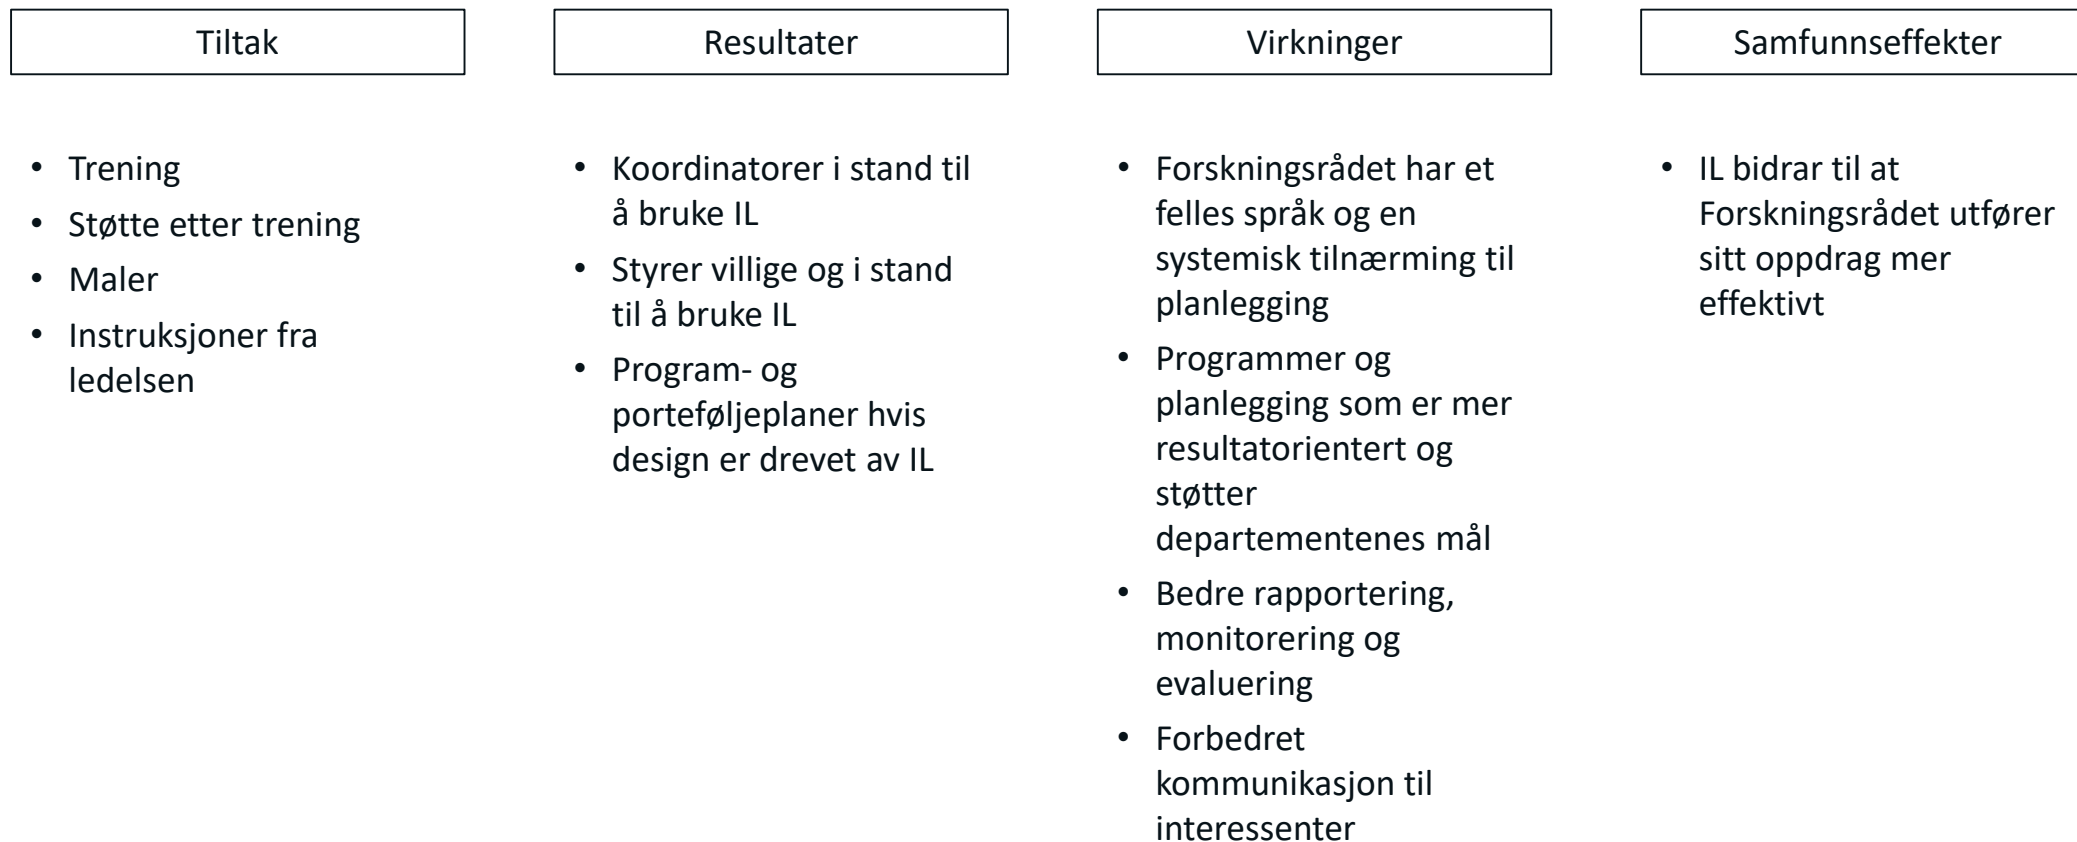 Tiltak
• Trening
• Støtte etter trening
• Maler
• Instruksjoner fra
ledelsen
Resultater
• Koordinatorer i stand til
å bruke IL
• Styrer villige og i stand
til å bruke IL
• Program- og
porteføljeplaner hvis
design er drevet av IL
Virkninger
• Forskningsrådet har et
felles språk og en
systemisk tilnærming til
planlegging
• Programmer og
planlegging som er mer
resultatorientert og
støtter
departementenes mål
• Bedre rapportering,
monitorering og
evaluering
• Forbedret
kommunikasjon til
interessenter
Samfunnseffekter
• IL bidrar til at
Forskningsrådet utfører
sitt oppdrag mer
effektivt